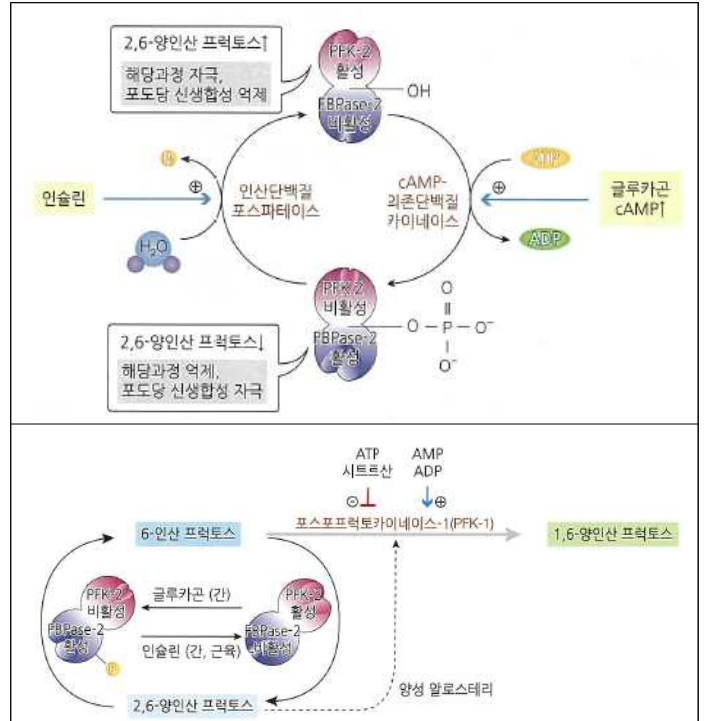 2,6-양인산 프럭토스↑
해당과정 자극,
포도당 신생합성 억제
PFK-2
활성
FBPase-2
비활성
OH
P
인슐린
⊕
인산단백질
포스파테이스
H₂O
cAMP-
의존단백질
카이네이스
ATP
⊕
ADP
글루카곤
cAMP↑
PFK-2
비활성
FBPase-2
활성
O
O
P
O⁻
O⁻
2,6-양인산 프럭토스↓
해당과정 억제,
포도당 신생합성 자극
ATP
시트르산
⊖
AMP
ADP
⊕
포스포프럭토카이네이스-1(PFK-1)
6-인산 프럭토스
1,6-양인산 프럭토스
PFK-2
비활성
FBPase-2
활성
P
글루카곤 (간)
인슐린 (간, 근육)
PFK-2
활성
FBPase-2
비활성
2,6-양인산 프럭토스
양성 알로스테리